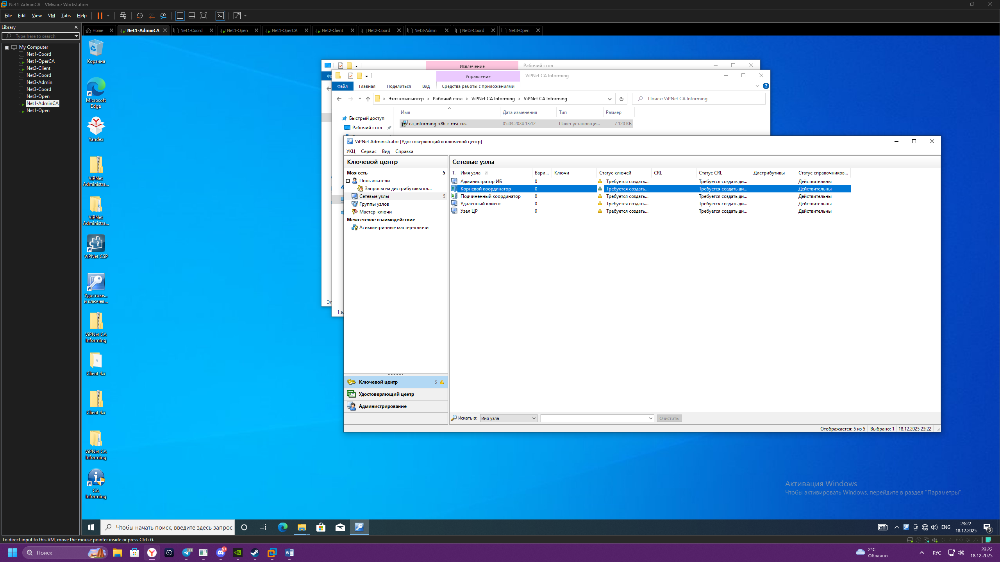 Net1-AdminCA - VMware Workstation
File Edit View VM Tabs Help
Library
Type here to search
My Computer
Net1-Coord
Net1-OperCA
Net2-Client
Net2-Coord
Net3-Admin
Net3-Coord
Net3-Open
Net1-AdminCA
Net1-Open
Home Net1-AdminCA Net1-Coord Net1-Open Net1-OperCA Net2-Client Net2-Coord Net3-Admin Net3-Coord Net3-Open
Корзина
Microsoft
Edge
Yandex
ViPNet
Administra...
ViPNet
Administra...
ViPNet CSP
Удостове...
и ключев...
ViPNet CA
Informing
Client 4.x
Client 4.x
ViPNet CA
Informing
CA
Informing
Извлечение Рабочий стол
Управление ViPNet CA Informing
Файл Главная Поделиться Вид Средства работы с приложениями
Этот компьютер Рабочий стол ViPNet CA Informing ViPNet CA Informing
Поиск: ViPNet CA Informing
Имя Дата изменения Тип Размер
Быстрый доступ
Рабочий стол
ca_informing-x86-r-msi-rus 05.03.2024 13:12 Пакет установщи... 7 120 КБ
ViPNet Administrator [Удостоверяющий и ключевой центр]
УКЦ Сервис Вид Справка
Ключевой центр
Моя сеть 5
Пользователи
Запросы на дистрибутивы кл...
Сетевые узлы 5
Группы узлов
Мастер-ключи
Межсетевое взаимодействие
Асимметричные мастер-ключи
Ключевой центр 5
Удостоверяющий центр
Администрирование
Сетевые узлы
Т. Имя узла Вари... Ключи Статус ключей CRL Статус CRL Дистрибутивы Статус справочников...
Администратор ИБ 0 Требуется создать... Требуется создать ди... Действительны
Корневой координатор 0 Требуется создать... Требуется создать ди... Действительны
Подчиненный координатор 0 Требуется создать... Требуется создать ди... Действительны
Удаленный клиент 0 Требуется создать... Требуется создать ди... Действительны
Узел ЦР 0 Требуется создать... Требуется создать ди... Действительны
Искать в: Имя узла Очистить
Отображается: 5 из 5 Выбрано: 1 18.12.2025 23:22
Активация Windows
Чтобы активировать Windows, перейдите в раздел "Параметры".
Чтобы начать поиск, введите здесь запрос
ENG
23:22
18.12.2025
3
To direct input to this VM, move the mouse pointer inside or press Ctrl+G.
Поиск
87
9+
2°C
Облачно
РУС
23:22
18.12.2025